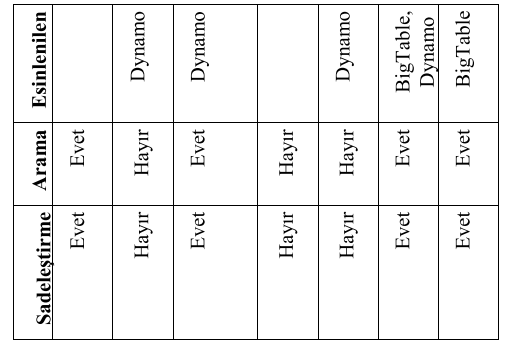 Esinlenilen
Dynamo
Dynamo
Dynamo
BigTable,
Dynamo
BigTable
Arama
Evet
Hayır
Evet
Hayır
Hayır
Evet
Evet
Sadeleştirme
Evet
Hayır
Evet
Hayır
Hayır
Evet
Evet